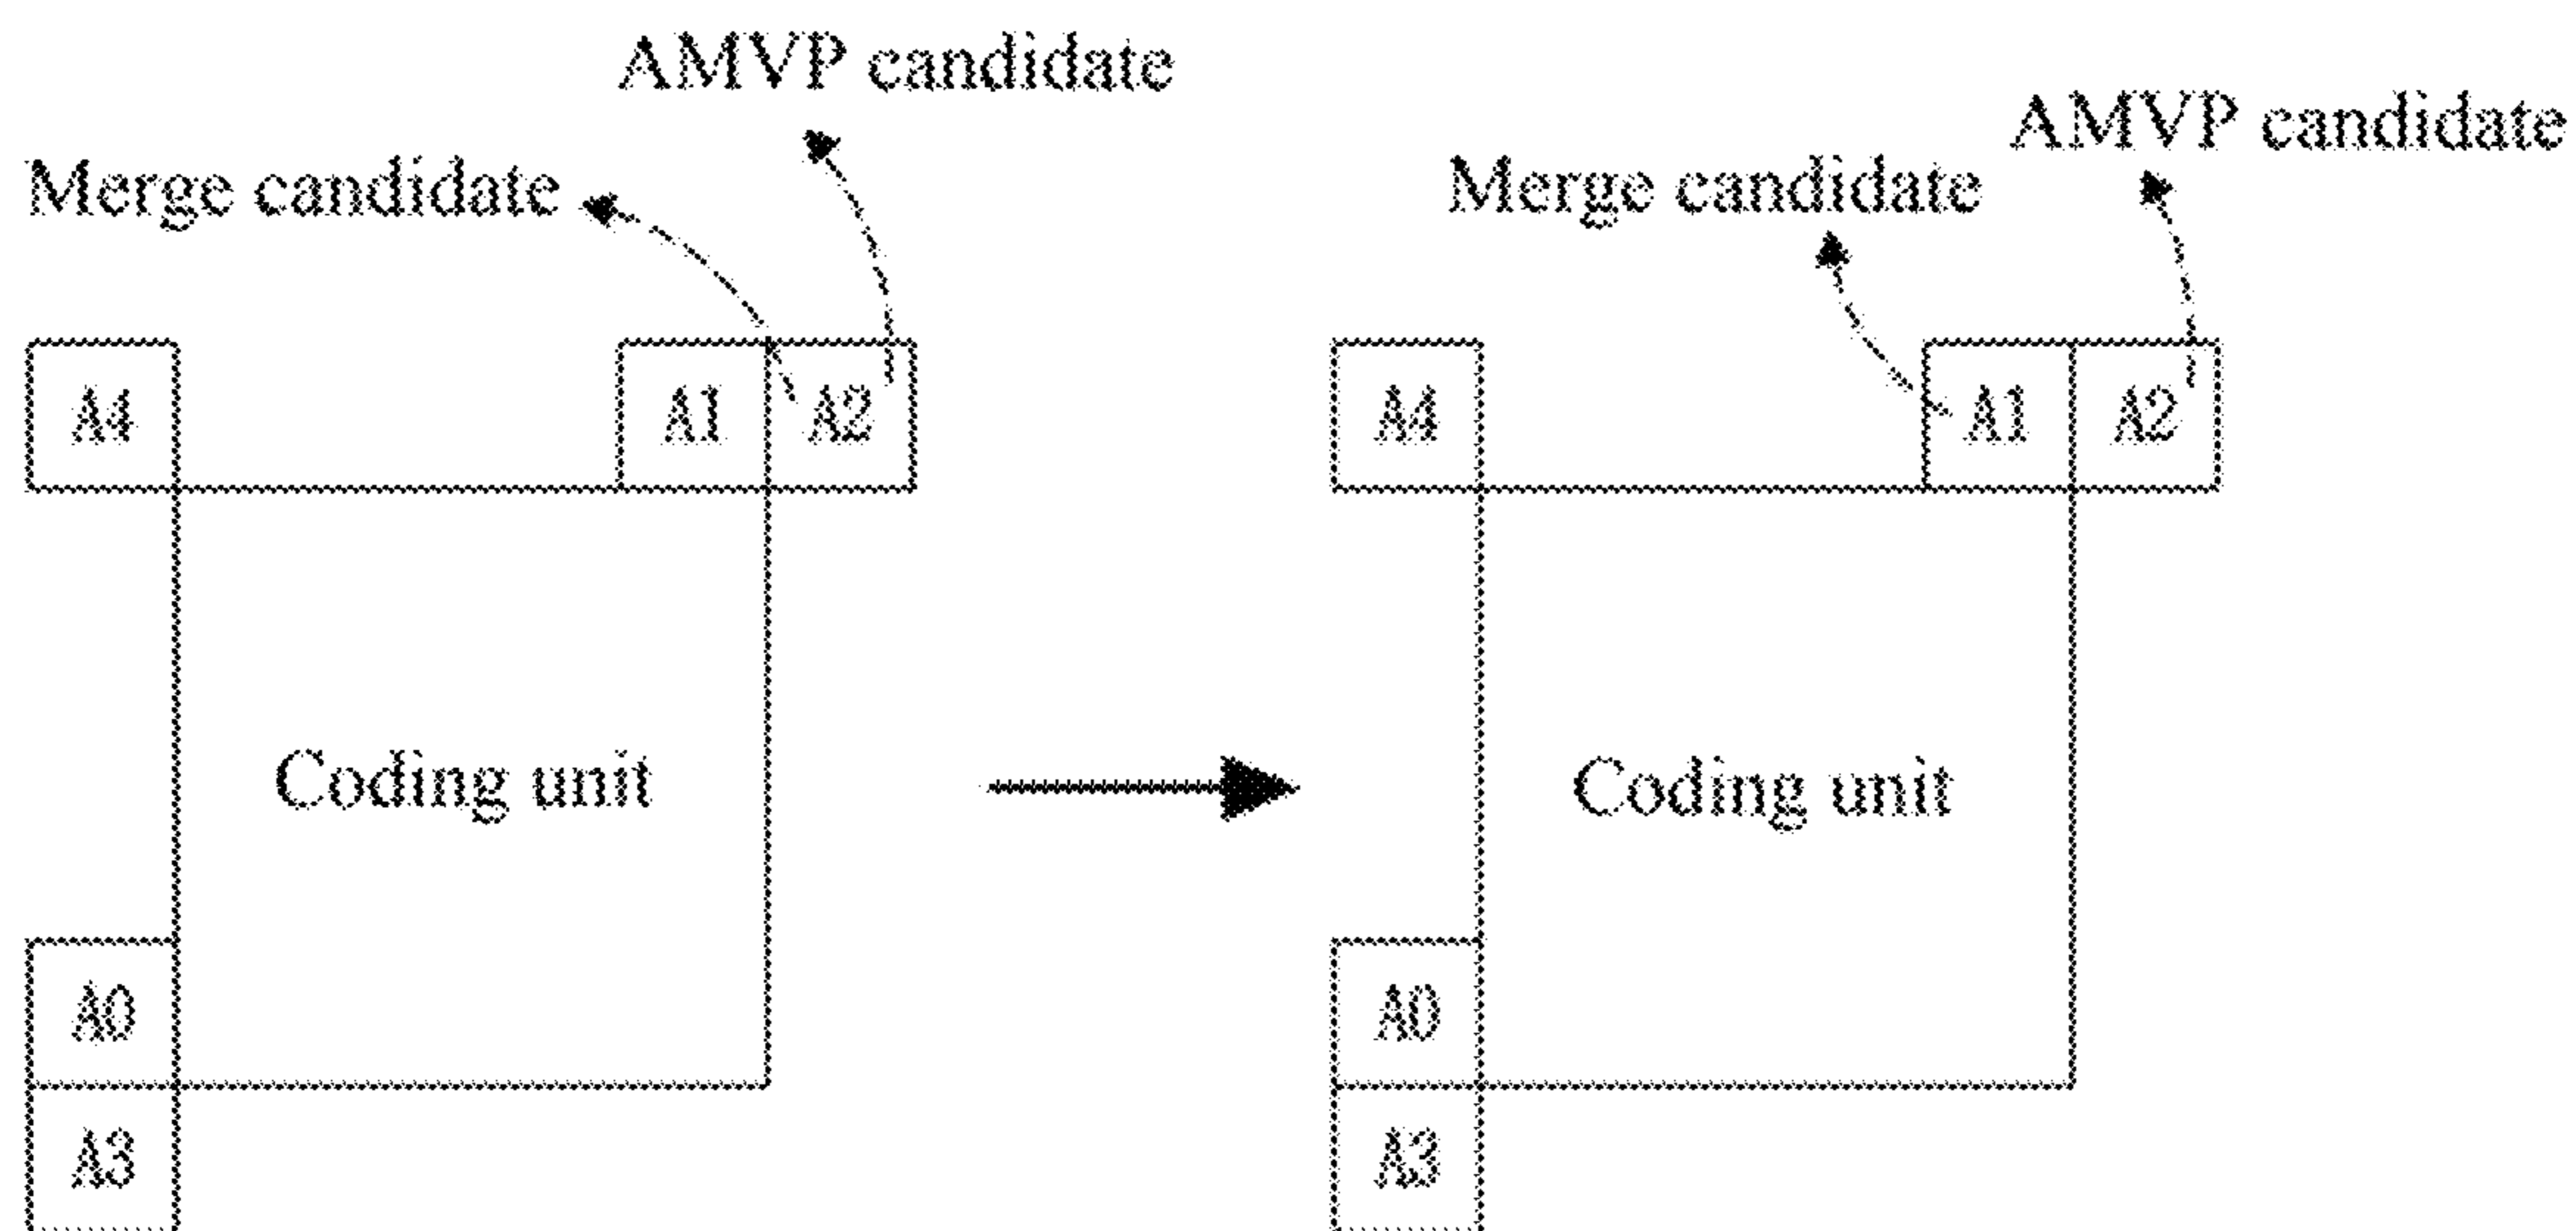 AMVP candidate
Merge candidate
A4
A1
A2
Coding unit
A0
A3
AMVP candidate
Merge candidate
A4
A1
A2
Coding unit
A0
A3